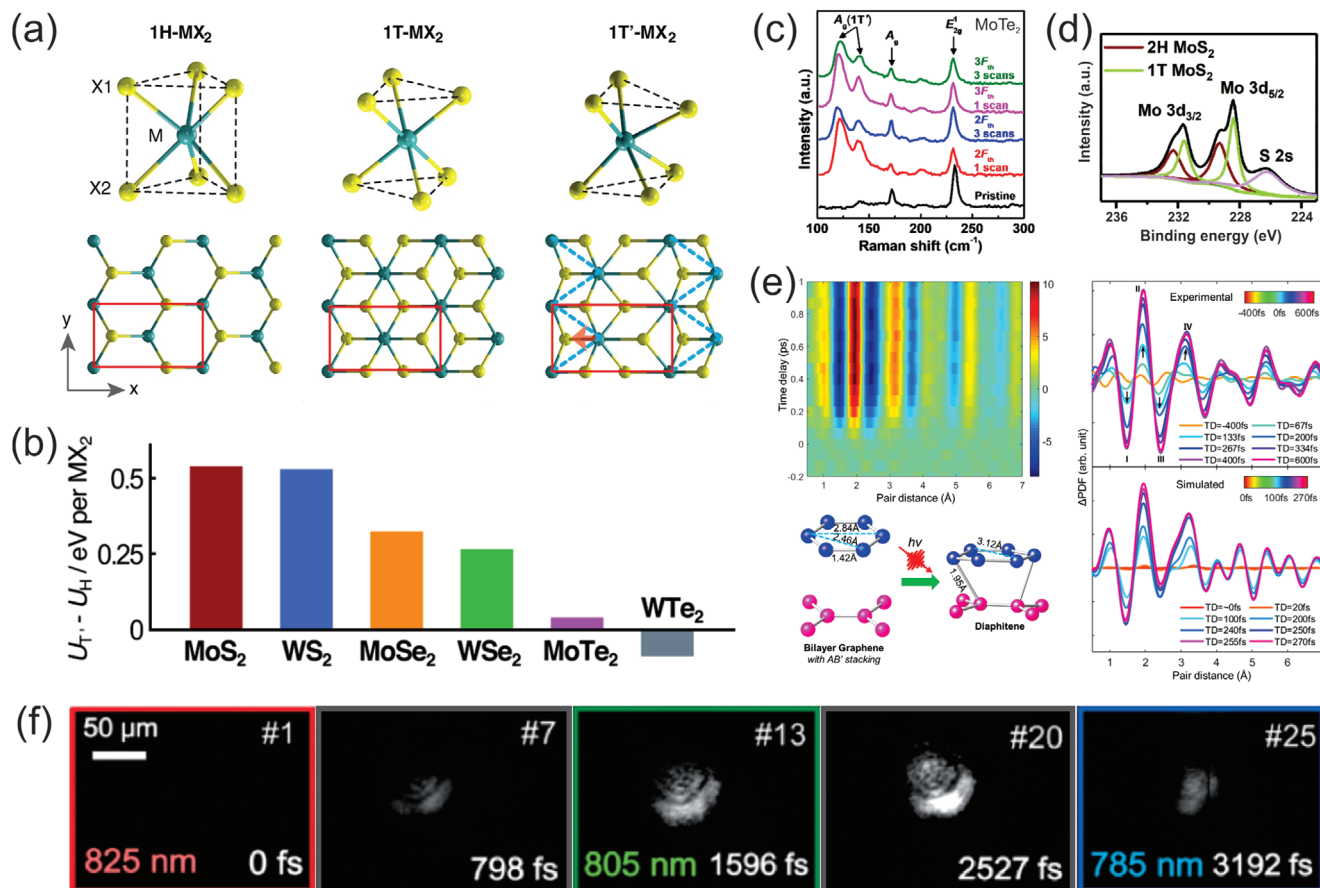 (a)
1H-MX2
1T-MX2
1T'-MX2
X1
M
X2
y
x
(b)
UT' - UH / eV per MX2
0.5
0.25
0
MoS2
WS2
MoSe2
WSe2
MoTe2
WTe2
(c)
Intensity (a.u.)
Ag(1T')
Ag
E¹2g
MoTe2
3Fth
3 scans
3Fth
1 scan
2Fth
3 scans
2Fth
1 scan
Pristine
100 150 200 250 300
Raman shift (cm⁻¹)
(d)
Intensity (a.u.)
2H MoS2
1T MoS2
Mo 3d3/2
Mo 3d5/2
S 2s
236 232 228 224
Binding energy (eV)
(e)
Time delay (ps)
1
0.8
0.6
0.4
0.2
0
-0.2
1 2 3 4 5 6 7
Pair distance (Å)
10
5
0
-5
2.84Å
2.46Å
1.42Å
hν
3.12Å
1.95Å
Bilayer Graphene
with AB' stacking
Diaphitene
ΔPDF (arb. unit)
Experimental
-400fs 0fs 600fs
II
IV
I
III
TD=-400fs TD=67fs
TD=133fs TD=200fs
TD=267fs TD=334fs
TD=400fs TD=600fs
Simulated
0fs 100fs 270fs
TD=~0fs TD=20fs
TD=100fs TD=200fs
TD=240fs TD=250fs
TD=255fs TD=270fs
1 2 3 4 5 6
Pair distance (Å)
(f)
50 µm
#1
825 nm 0 fs
#7
798 fs
#13
805 nm 1596 fs
#20
2527 fs
#25
785 nm 3192 fs